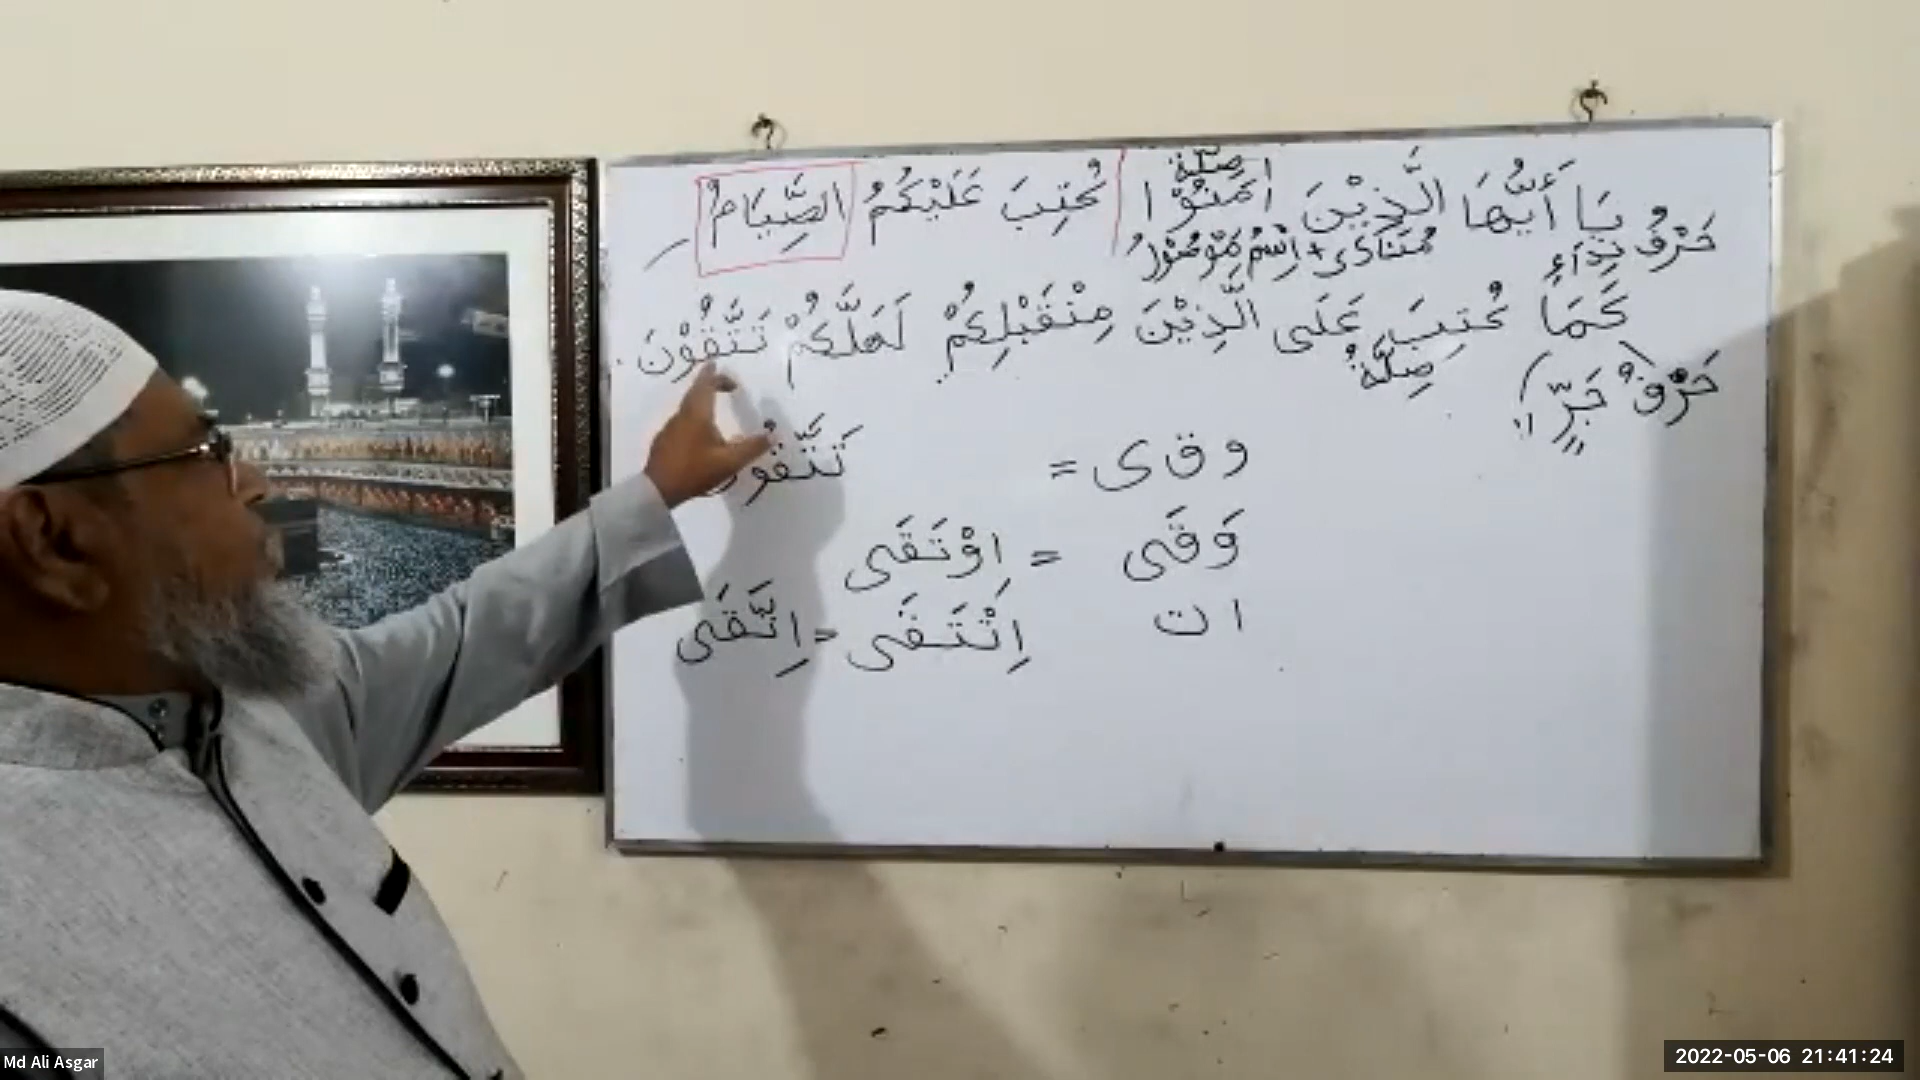 صِلَةٌ
يَا أَيُّهَا الَّذِيْنَ اٰمَنُوْا كُتِبَ عَلَيْكُمُ الصِّيَامُ
حَرْفُ نِدَاءٍ مُنَادٰى + اِسْمُ مَوْصُوْلُ
كَمَا كُتِبَ عَلَى الَّذِيْنَ مِنْقَبْلِكُمْ لَعَلَّكُمْ تَتَّقُوْنَ
حَرْفُ جَرٍّ صِلَةٌ
و ق ى = تَتَّقُوْ
وَقَى = اِوْتَقَى
ا ت اِتْتَقَى = اِتَّقَى
Md Ali Asgar
2022-05-06 21:41:24